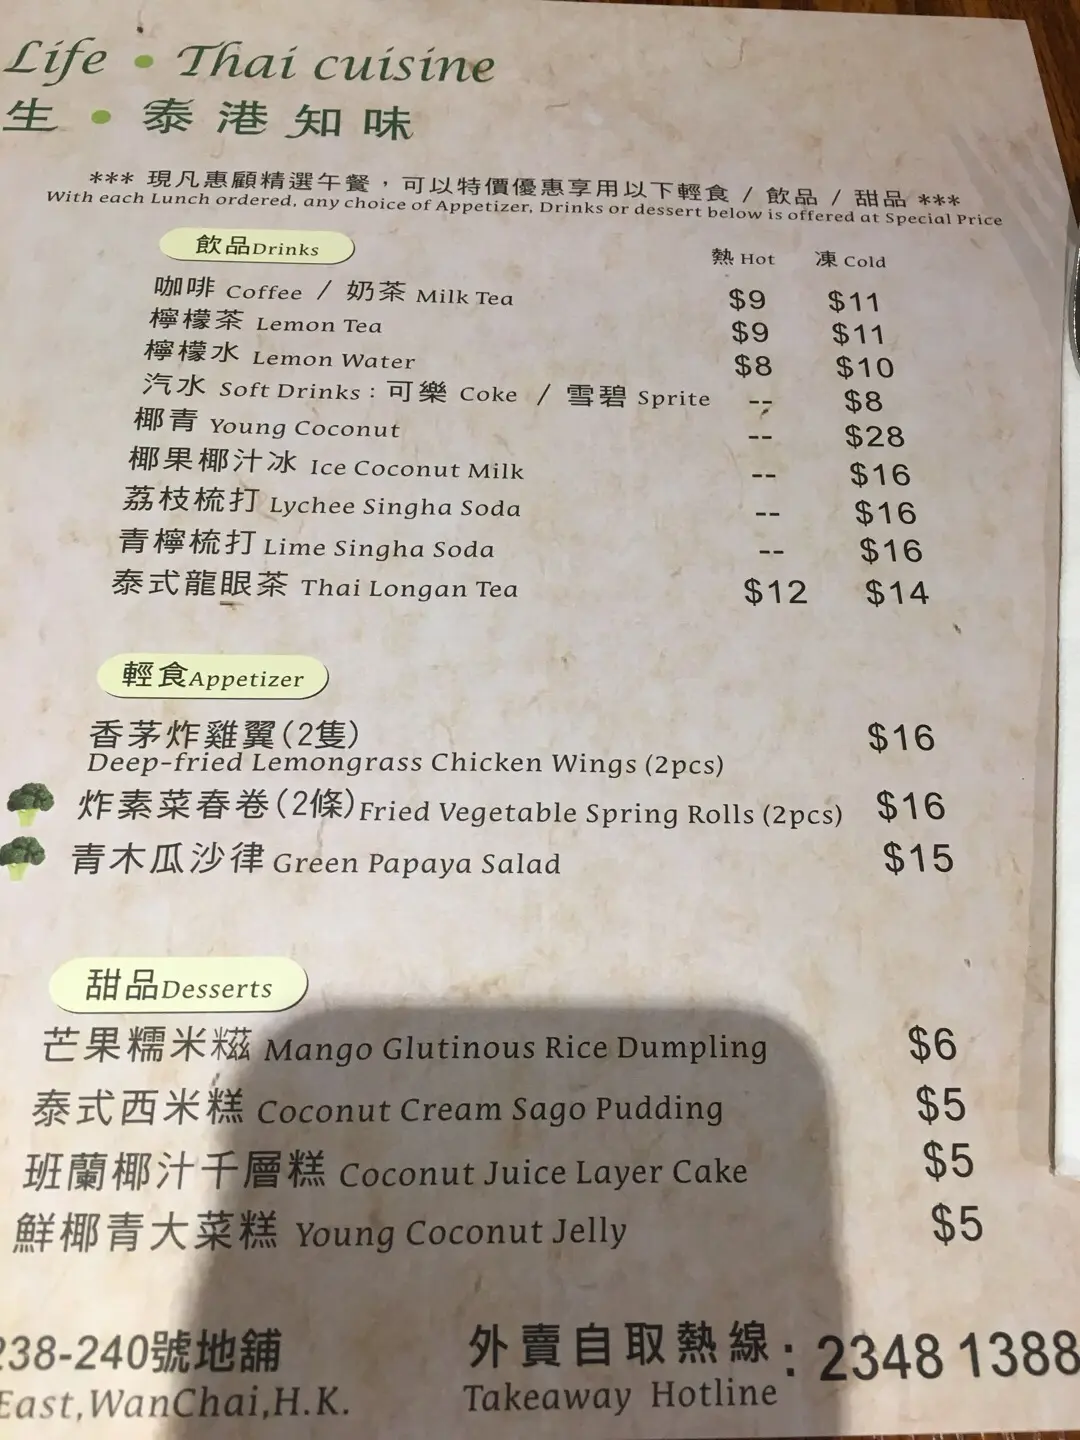 Life • Thai cuisine
生 • 泰港知味
*** 現凡惠顧精選午餐，可以特價優惠享用以下輕食 / 飲品 / 甜品 ***
With each Lunch ordered, any choice of Appetizer, Drinks or dessert below is offered at Special Price
飲品Drinks 熱 Hot 凍 Cold
咖啡 Coffee / 奶茶 Milk Tea $9 $11
檸檬茶 Lemon Tea $9 $11
檸檬水 Lemon Water $8 $10
汽水 Soft Drinks : 可樂 Coke / 雪碧 Sprite -- $8
椰青 Young Coconut -- $28
椰果椰汁冰 Ice Coconut Milk -- $16
荔枝梳打 Lychee Singha Soda -- $16
青檸梳打 Lime Singha Soda -- $16
泰式龍眼茶 Thai Longan Tea $12 $14
輕食Appetizer
香茅炸雞翼(2隻) $16
Deep-fried Lemongrass Chicken Wings (2pcs)
炸素菜春卷(2條)Fried Vegetable Spring Rolls (2pcs) $16
青木瓜沙律 Green Papaya Salad $15
甜品Desserts
芒果糯米糍 Mango Glutinous Rice Dumpling $6
泰式西米糕 Coconut Cream Sago Pudding $5
班蘭椰汁千層糕 Coconut Juice Layer Cake $5
鮮椰青大菜糕 Young Coconut Jelly $5
238-240號地舖 外賣自取熱線 : 2348 1388
East,WanChai,H.K. Takeaway Hotline